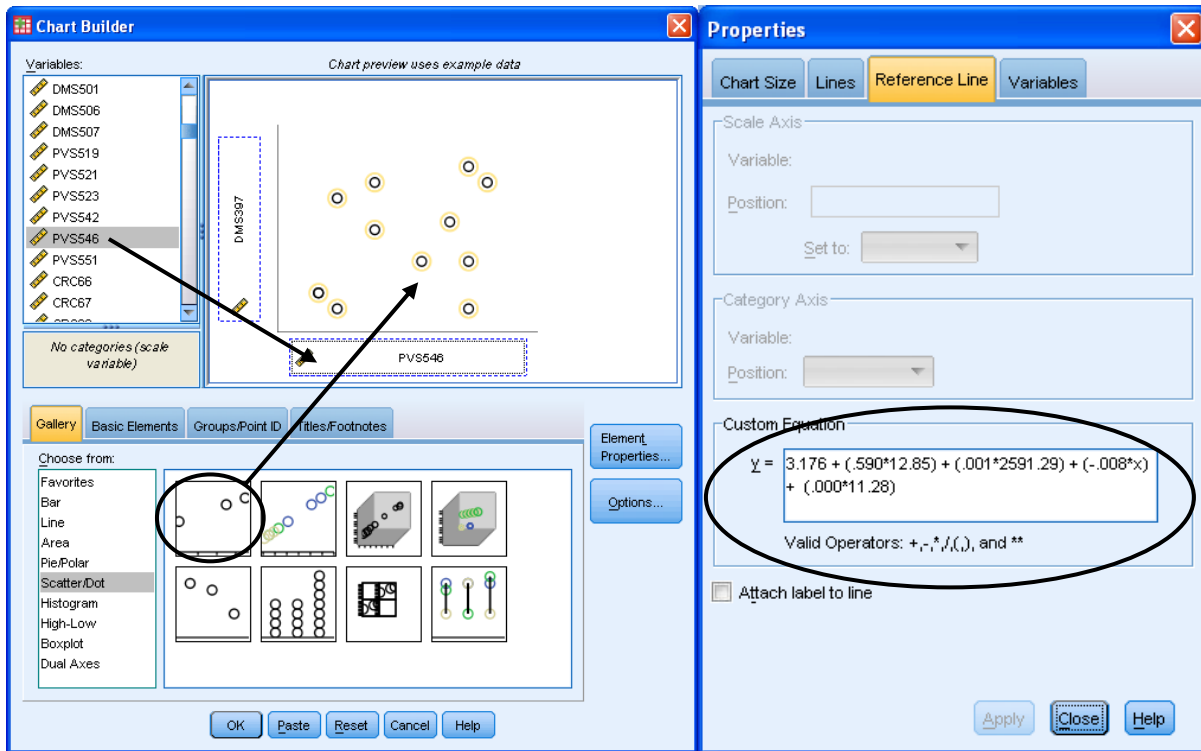 Chart Builder
Variables:
DMS501
DMS506
DMS507
PVS519
PVS521
PVS523
PVS542
PVS546
PVS551
CRC66
CRC67
No categories (scale
variable)
Chart preview uses example data
DMS397
PVS546
Gallery
Basic Elements
Groups/Point ID
Titles/Footnotes
Choose from:
Favorites
Bar
Line
Area
Pie/Polar
Scatter/Dot
Histogram
High-Low
Boxplot
Dual Axes
Element
Properties...
Options...
OK
Paste
Reset
Cancel
Help
Properties
Chart Size
Lines
Reference Line
Variables
Scale Axis
Variable:
Position:
Set to:
Category Axis
Variable:
Position:
Custom Equation
y = 3.176 + (.590*12.85) + (.001*2591.29) + (-.008*x)
+ (.000*11.28)
Valid Operators: +,-,*,/,(,), and **
Attach label to line
Apply
Close
Help